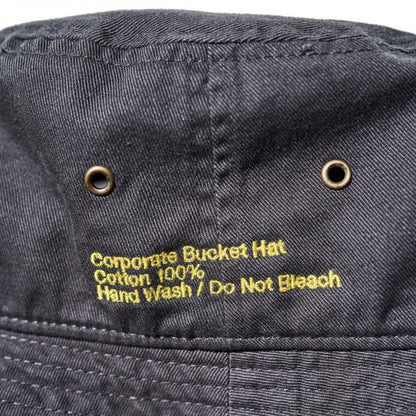 Corporate Bucket Hat
Cotton 100%
Hand Wash / Do Not Bleach